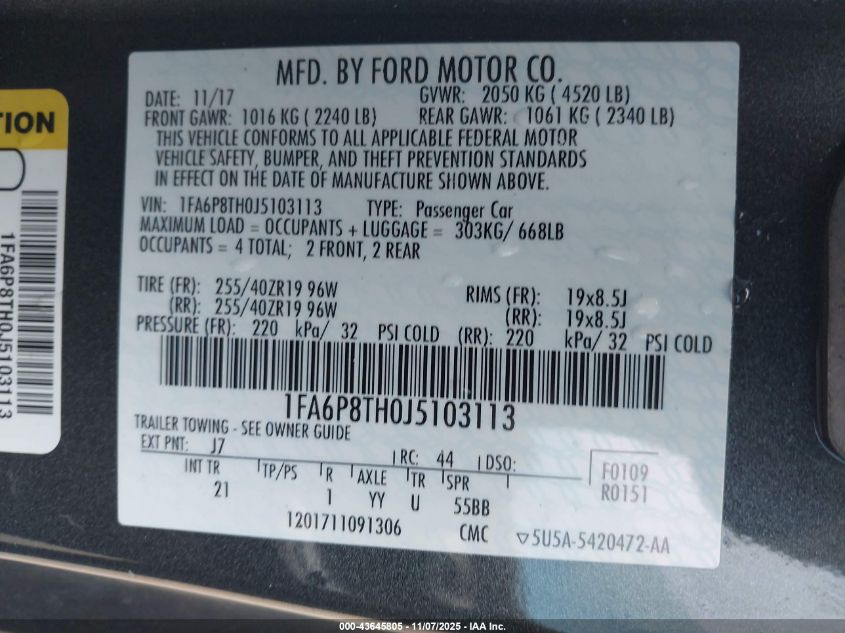 TION
1FA6P8TH0J5103113
MFD. BY FORD MOTOR CO.
DATE: 11/17 GVWR: 2050 KG ( 4520 LB)
FRONT GAWR: 1016 KG ( 2240 LB) REAR GAWR: 1061 KG ( 2340 LB)
THIS VEHICLE CONFORMS TO ALL APPLICABLE FEDERAL MOTOR
VEHICLE SAFETY, BUMPER, AND THEFT PREVENTION STANDARDS
IN EFFECT ON THE DATE OF MANUFACTURE SHOWN ABOVE.
VIN: 1FA6P8TH0J5103113 TYPE: Passenger Car
MAXIMUM LOAD = OCCUPANTS + LUGGAGE = 303KG/ 668LB
OCCUPANTS = 4 TOTAL; 2 FRONT, 2 REAR
TIRE (FR): 255/40ZR19 96W RIMS (FR): 19x8.5J
(RR): 255/40ZR19 96W (RR): 19x8.5J
PRESSURE (FR): 220 kPa/ 32 PSI COLD (RR): 220 kPa/ 32 PSI COLD
1FA6P8TH0J5103113
TRAILER TOWING - SEE OWNER GUIDE
EXT PNT: J7 RC: 44 DSO: F0109
INT TR TP/PS R AXLE TR SPR R0151
21 1 YY U 55BB
1201711091306 CMC ▽5U5A-5420472-AA
000-43645805 | 11/07/2025 | IAA Inc.